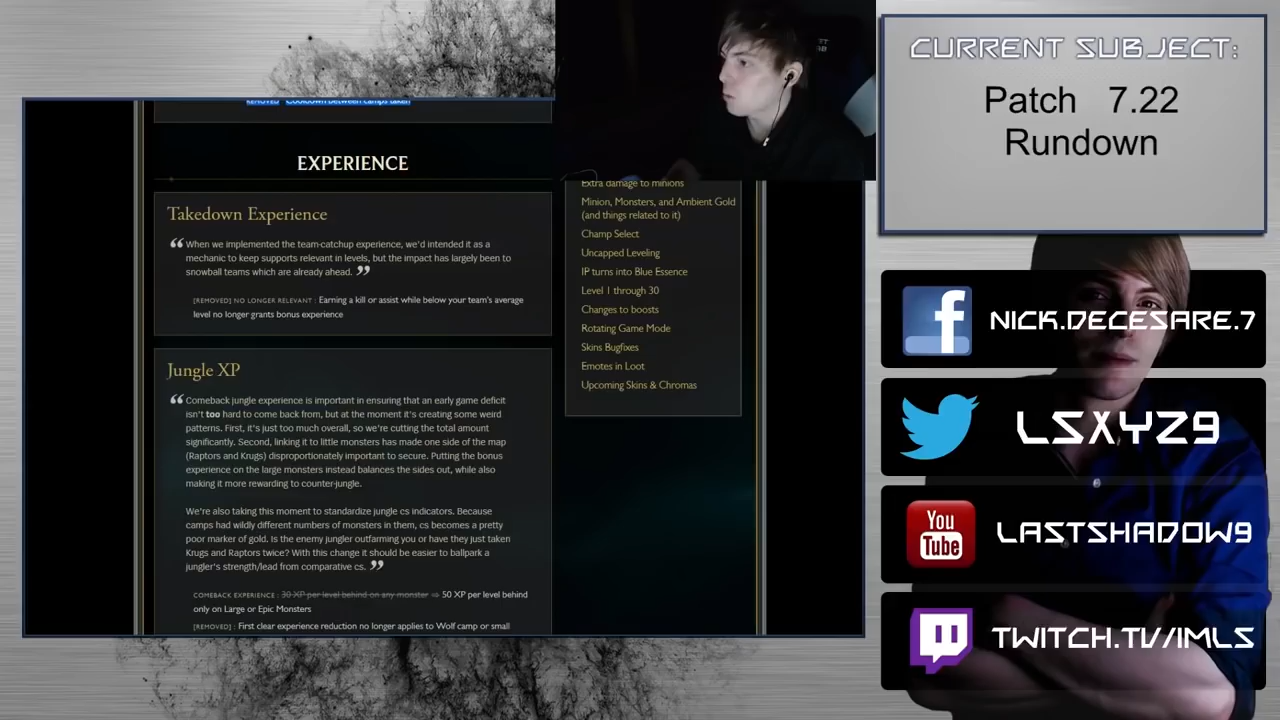 REMOVED Cooldown between camps taken
EXPERIENCE
Takedown Experience
“ When we implemented the team-catchup experience, we'd intended it as a
mechanic to keep supports relevant in levels, but the impact has largely been to
snowball teams which are already ahead. ”
[REMOVED] NO LONGER RELEVANT : Earning a kill or assist while below your team's average
level no longer grants bonus experience
Jungle XP
“ Comeback jungle experience is important in ensuring that an early game deficit
isn't too hard to come back from, but at the moment it's creating some weird
patterns. First, it's just too much overall, so we're cutting the total amount
significantly. Second, linking it to little monsters has made one side of the map
(Raptors and Krugs) disproportionately important to secure. Putting the bonus
experience on the large monsters instead balances the sides out, while also
making it more rewarding to counter-jungle.
We're also taking this moment to standardize jungle cs indicators. Because
camps had wildly different numbers of monsters in them, cs becomes a pretty
poor marker of gold. Is the enemy jungler outfarming you or have they just taken
Krugs and Raptors twice? With this change it should be easier to ballpark a
jungler's strength/lead from comparative cs. ”
COMEBACK EXPERIENCE : 30 XP per level behind on any monster ⇒ 50 XP per level behind
only on Large or Epic Monsters
[REMOVED] : First clear experience reduction no longer applies to Wolf camp or small
Extra damage to minions
Minion, Monsters, and Ambient Gold
(and things related to it)
Champ Select
Uncapped Leveling
IP turns into Blue Essence
Level 1 through 30
Changes to boosts
Rotating Game Mode
Skins Bugfixes
Emotes in Loot
Upcoming Skins & Chromas
CURRENT SUBJECT:
Patch 7.22
Rundown
f
NICK.DECESARE.7
LSXYZ9
You
Tube
LASTSHADOW9
TWITCH.TV/IMLS